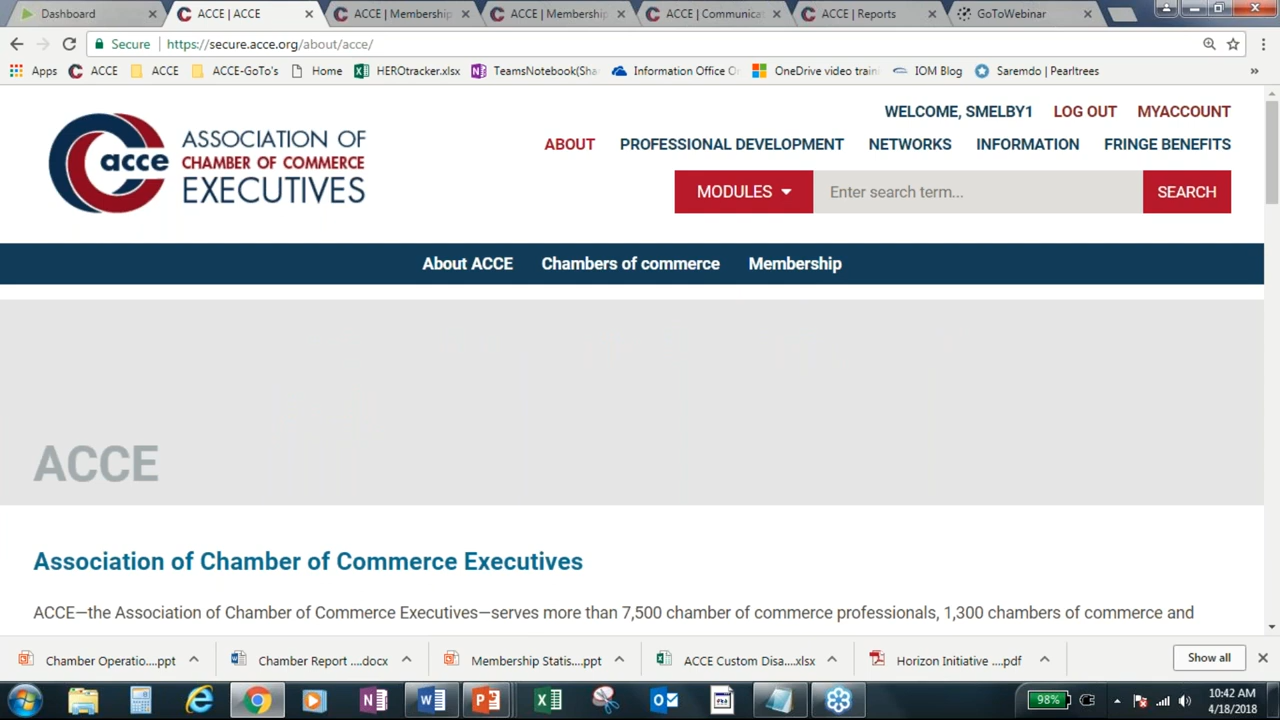 Dashboard
ACCE | ACCE
ACCE | Membership
ACCE | Membership
ACCE | Communicat
ACCE | Reports
GoToWebinar
Secure
https://secure.acce.org/about/acce/
Apps
ACCE
ACCE
ACCE-GoTo's
Home
HEROtracker.xlsx
TeamsNotebook(Sha
Information Office O
OneDrive video train
IOM Blog
Saremdo | Pearltrees
»
WELCOME, SMELBY1 LOG OUT MYACCOUNT
acce
ASSOCIATION OF
CHAMBER OF COMMERCE
EXECUTIVES
ABOUT PROFESSIONAL DEVELOPMENT NETWORKS INFORMATION FRINGE BENEFITS
MODULES
Enter search term...
SEARCH
About ACCE Chambers of commerce Membership
ACCE
Association of Chamber of Commerce Executives
ACCE—the Association of Chamber of Commerce Executives—serves more than 7,500 chamber of commerce professionals, 1,300 chambers of commerce and
Chamber Operatio....ppt
Chamber Report ....docx
Membership Statis....ppt
ACCE Custom Disa....xlsx
Horizon Initiative ....pdf
Show all
98%
10:42 AM
4/18/2018